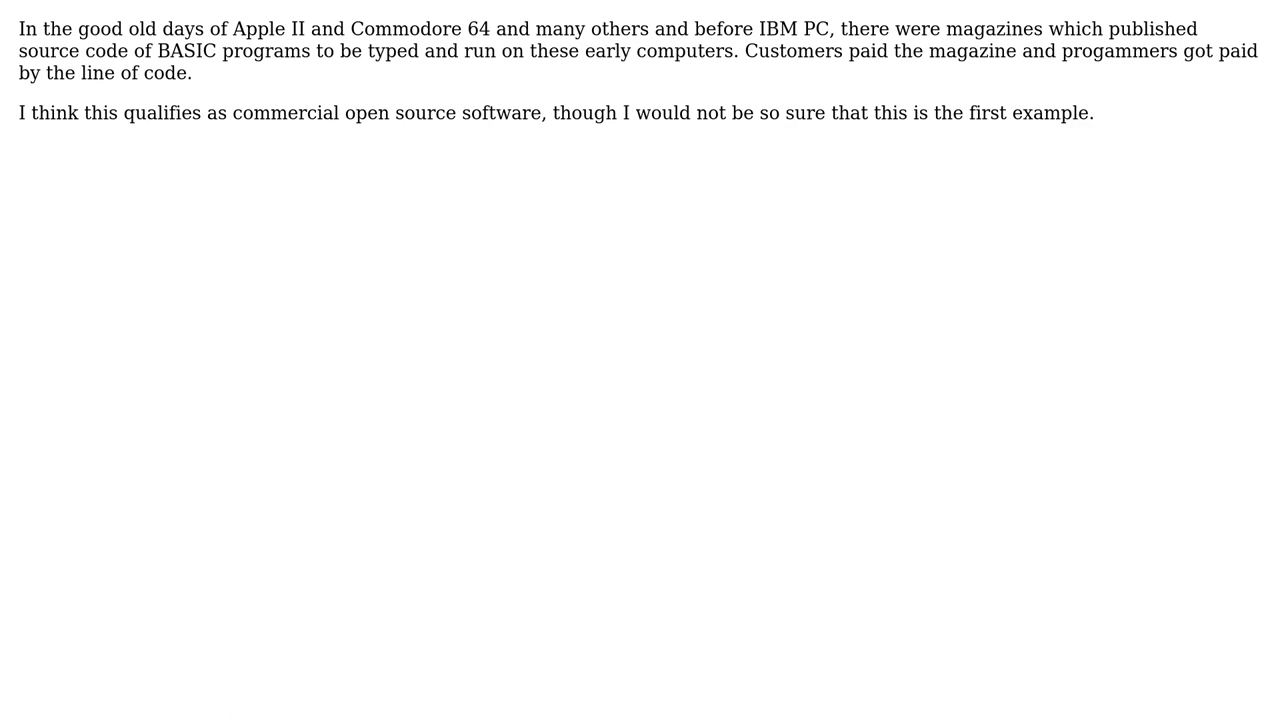 In the good old days of Apple II and Commodore 64 and many others and before IBM PC, there were magazines which published
source code of BASIC programs to be typed and run on these early computers. Customers paid the magazine and progammers got paid
by the line of code.
I think this qualifies as commercial open source software, though I would not be so sure that this is the first example.